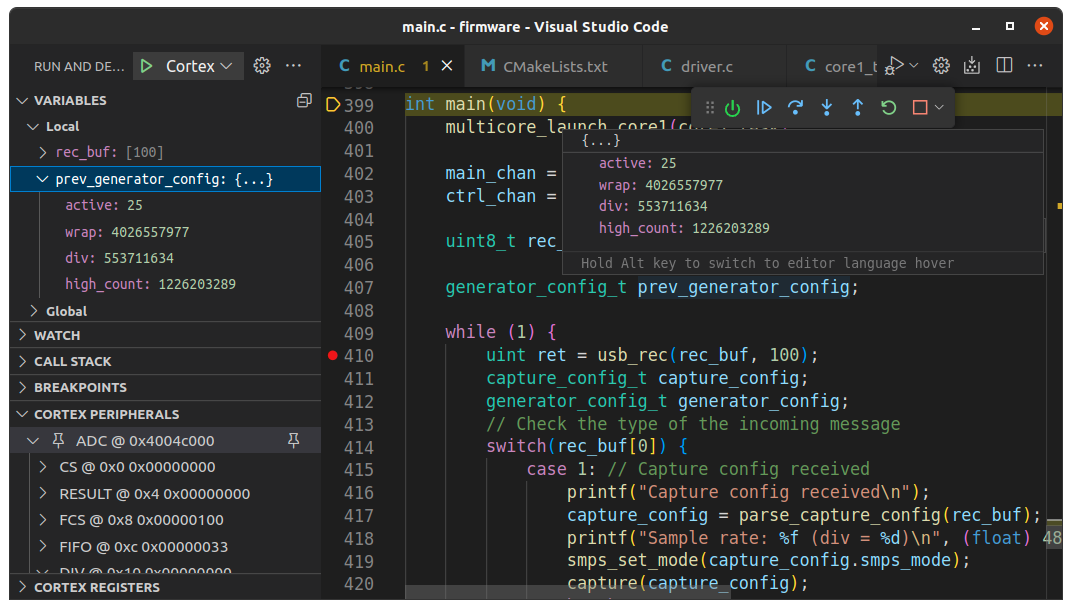 main.c - firmware - Visual Studio Code
RUN AND DE... Cortex ...
main.c 1 CMakeLists.txt driver.c core1_t
VARIABLES
Local
rec_buf: [100]
prev_generator_config: {...}
active: 25
wrap: 4026557977
div: 553711634
high_count: 1226203289
Global
WATCH
CALL STACK
BREAKPOINTS
CORTEX PERIPHERALS
ADC @ 0x4004c000
CS @ 0x0 0x00000000
RESULT @ 0x4 0x00000000
FCS @ 0x8 0x00000100
FIFO @ 0xc 0x00000033
DIV @ 0x10 0x00000000
CORTEX REGISTERS
399 int main(void) {
400 multicore_launch_core1(
401
402 main_chan =
403 ctrl_chan =
404
405 uint8_t rec_
406
407 generator_config_t prev_generator_config;
408
409 while (1) {
410 uint ret = usb_rec(rec_buf, 100);
411 capture_config_t capture_config;
412 generator_config_t generator_config;
413 // Check the type of the incoming message
414 switch(rec_buf[0]) {
415 case 1: // Capture config received
416 printf("Capture config received\n");
417 capture_config = parse_capture_config(rec_buf);
418 printf("Sample rate: %f (div = %d)\n", (float) 48
419 smps_set_mode(capture_config.smps_mode);
420 capture(capture_config);
{...}
active: 25
wrap: 4026557977
div: 553711634
high_count: 1226203289
Hold Alt key to switch to editor language hover